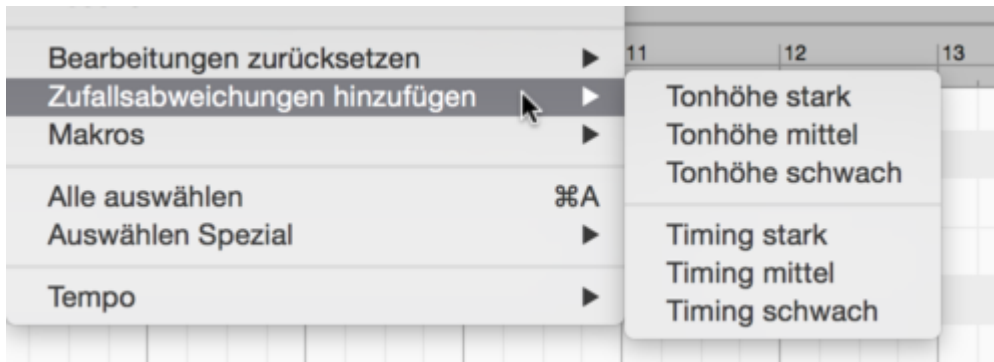 11 12 13
Bearbeitungen zurücksetzen ▶
Zufallsabweichungen hinzufügen ▶
Makros ▶
Alle auswählen ⌘A
Auswählen Spezial ▶
Tempo ▶
Tonhöhe stark
Tonhöhe mittel
Tonhöhe schwach
Timing stark
Timing mittel
Timing schwach